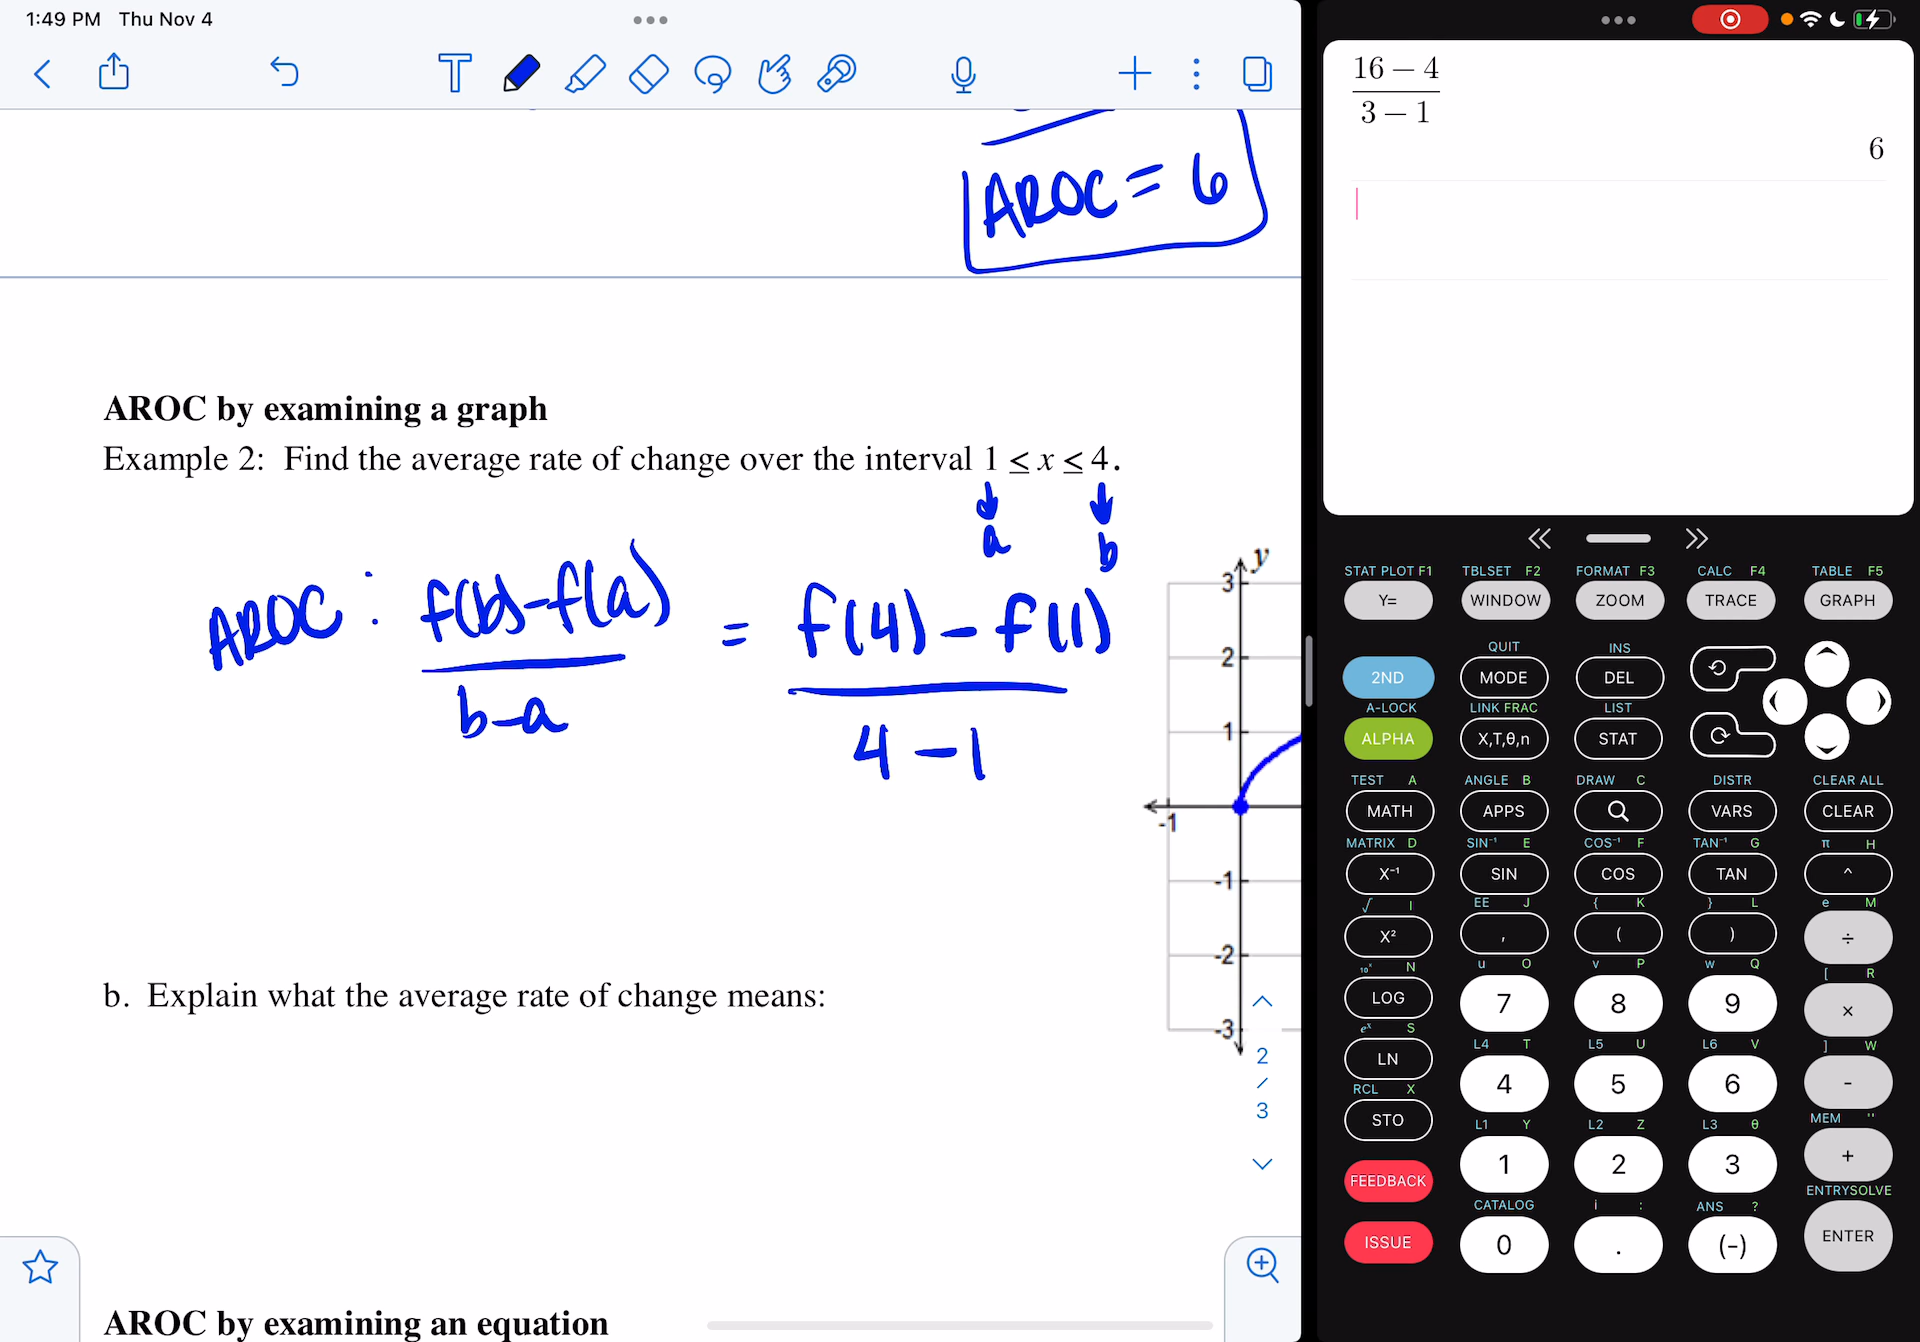 1:49 PM Thu Nov 4
AROC = 6
AROC by examining a graph
Example 2: Find the average rate of change over the interval 1 ≤ x ≤ 4.
a b
AROC : f(b)-f(a) = f(4) - f(1)
b-a 4-1
y
3
2
1
-1
-1
-2
-3
b. Explain what the average rate of change means:
2
/
3
AROC by examining an equation
16 – 4
3 – 1
6
STAT PLOT F1 TBLSET F2 FORMAT F3 CALC F4 TABLE F5
Y= WINDOW ZOOM TRACE GRAPH
QUIT INS
2ND MODE DEL
A-LOCK LINK FRAC LIST
ALPHA X,T,θ,n STAT
TEST A ANGLE B DRAW C DISTR CLEAR ALL
MATH APPS VARS CLEAR
MATRIX D SIN⁻¹ E COS⁻¹ F TAN⁻¹ G π H
X⁻¹ SIN COS TAN ^
√ I EE J { K } L e M
X² , ( ) ÷
10ˣ N u O v P w Q [ R
LOG 7 8 9 ×
eˣ S L4 T L5 U L6 V ] W
LN 4 5 6 -
RCL X L1 Y L2 Z L3 θ MEM "
STO 1 2 3 +
FEEDBACK CATALOG i : ANS ? ENTRY SOLVE
ISSUE 0 . (-) ENTER